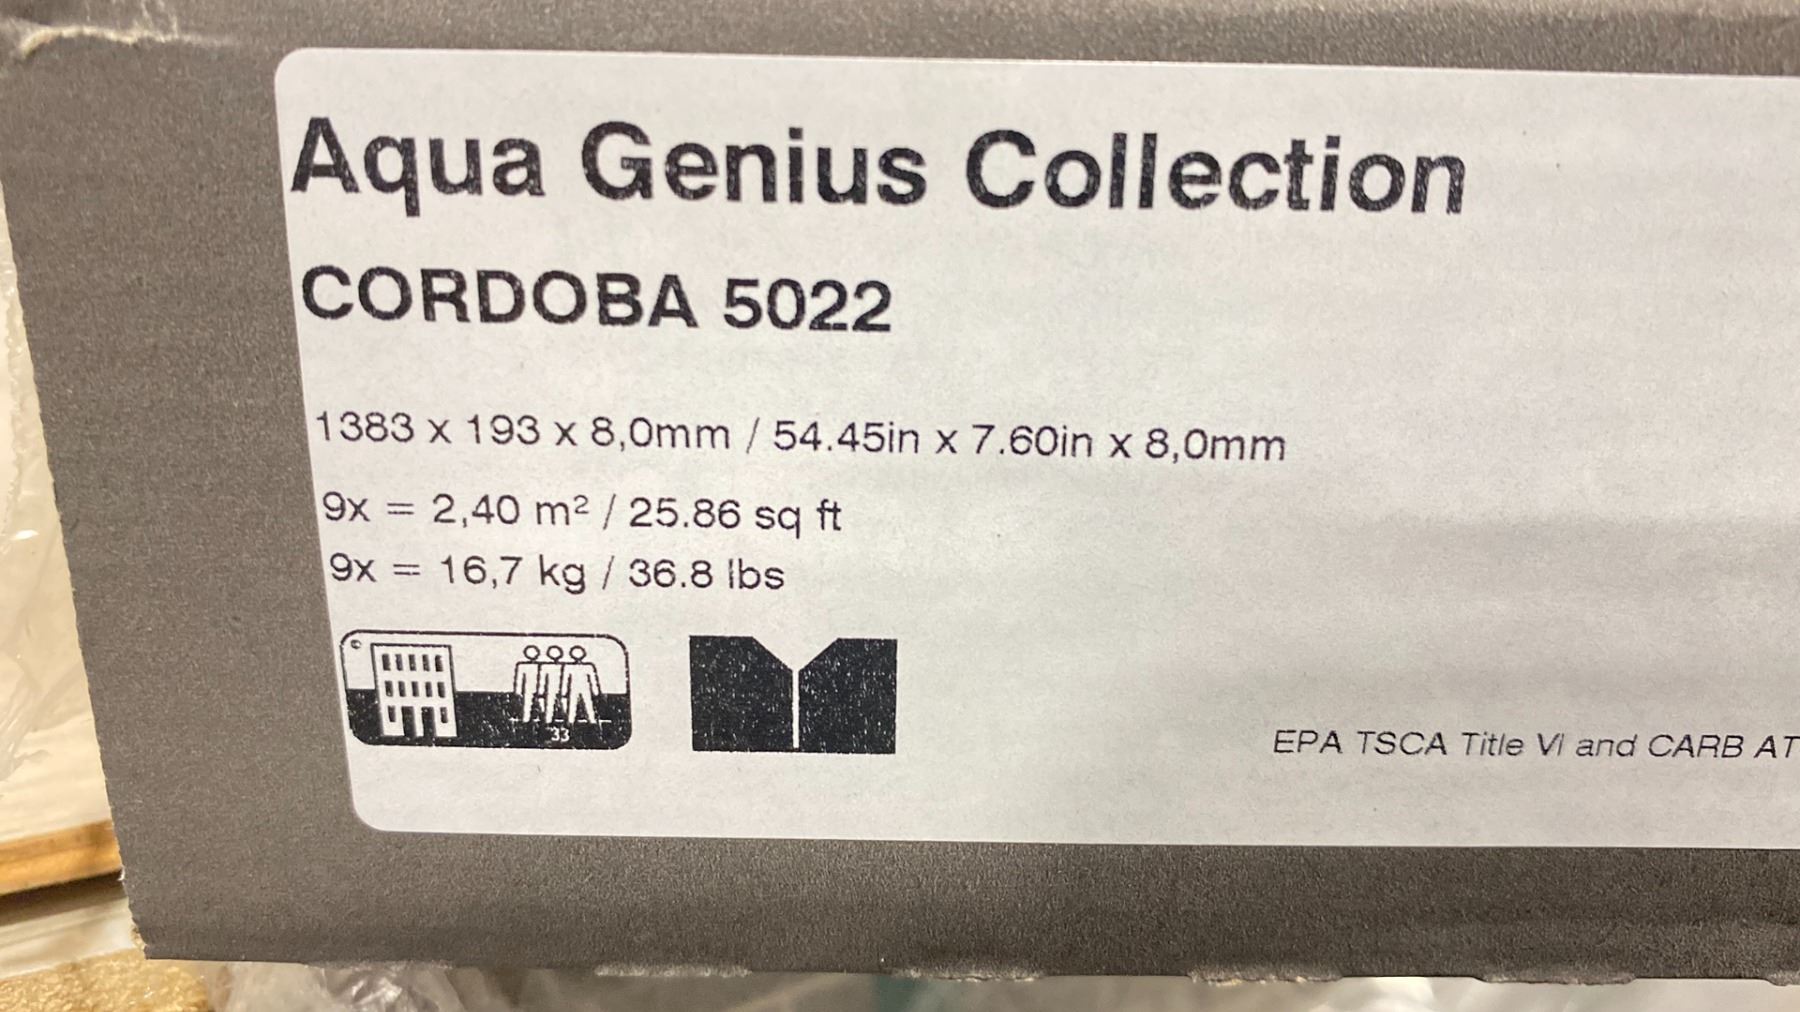 Aqua Genius Collection
CORDOBA 5022
1383 x 193 x 8,0mm / 54.45in x 7.60in x 8,0mm
9x = 2,40 m² / 25.86 sq ft
9x = 16,7 kg / 36.8 lbs
33
EPA TSCA Title VI and CARB AT